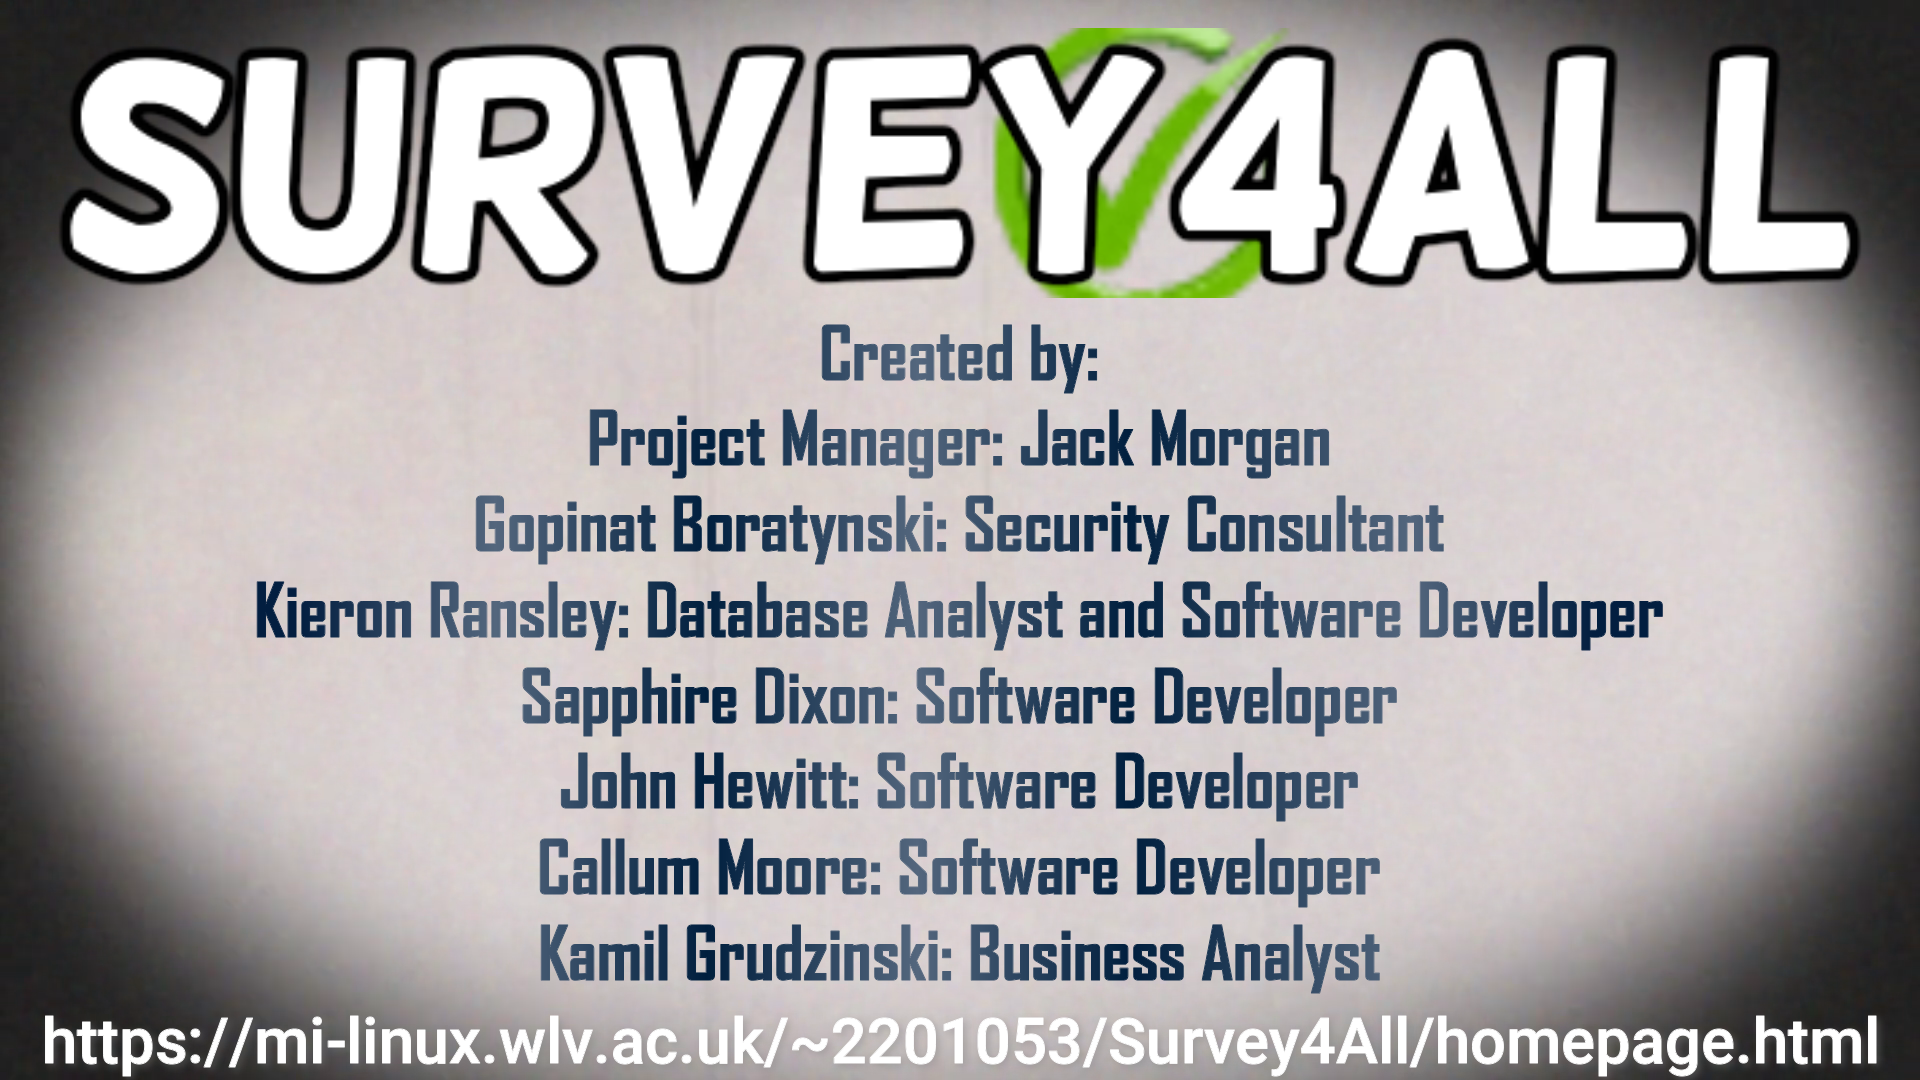 SURVEY4ALL
Created by:
Project Manager: Jack Morgan
Gopinat Boratynski: Security Consultant
Kieron Ransley: Database Analyst and Software Developer
Sapphire Dixon: Software Developer
John Hewitt: Software Developer
Callum Moore: Software Developer
Kamil Grudzinski: Business Analyst
https://mi-linux.wlv.ac.uk/~2201053/Survey4All/homepage.html